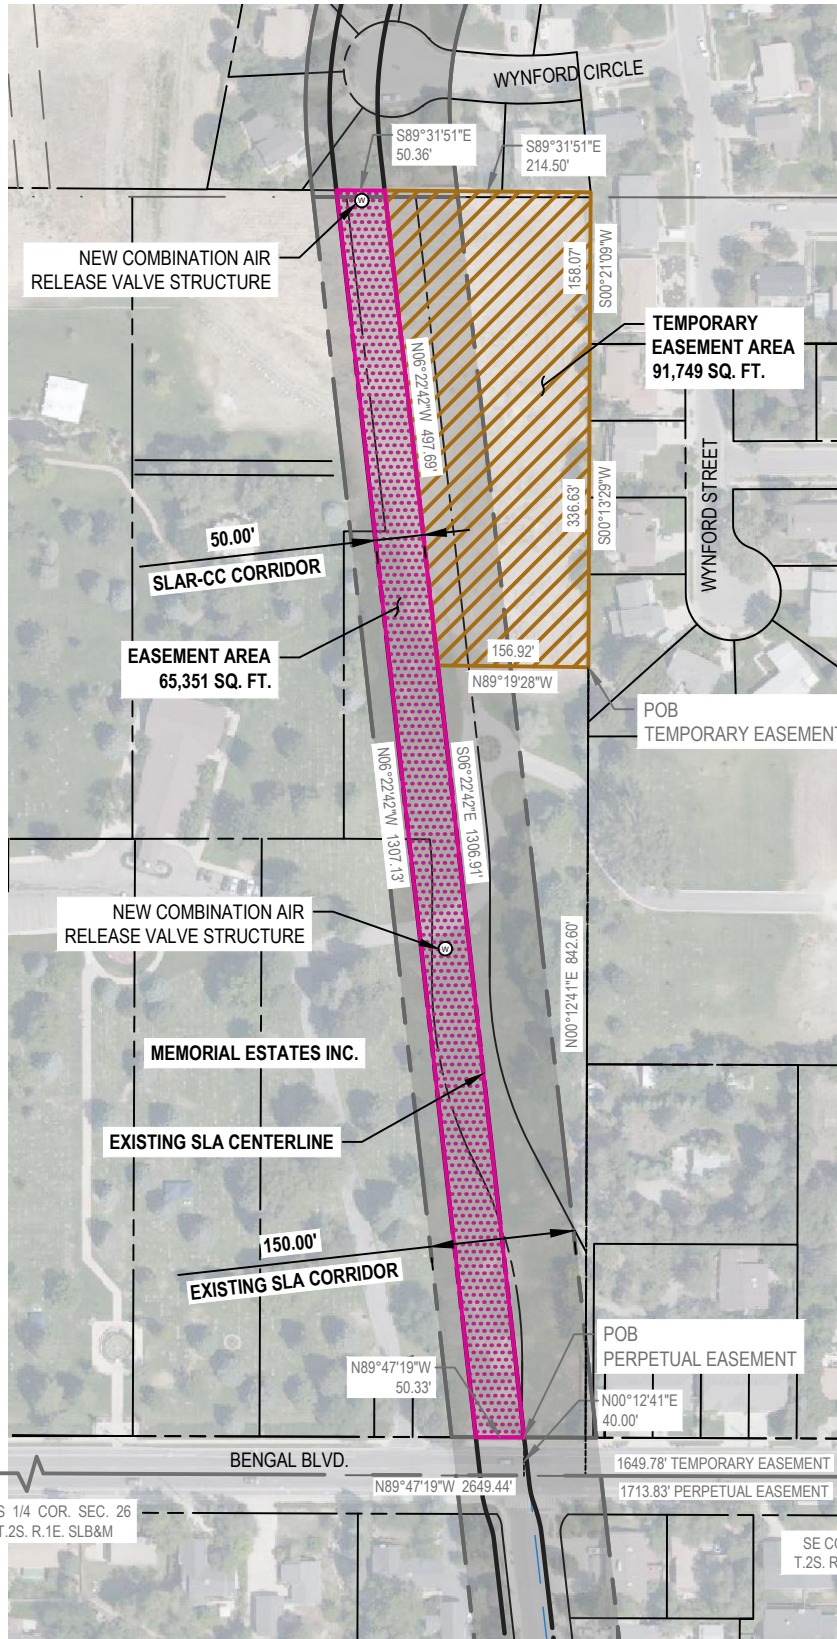 WYNFORD CIRCLE
S89°31'51"E
50.36'
S89°31'51"E
214.50'
NEW COMBINATION AIR
RELEASE VALVE STRUCTURE
158.07'
S00°21'09"W
TEMPORARY
EASEMENT AREA
91,749 SQ. FT.
N06°22'42"W 497.69'
WYNFORD STREET
336.63'
S00°13'29"W
50.00'
SLAR-CC CORRIDOR
EASEMENT AREA
65,351 SQ. FT.
156.92'
N89°19'28"W
POB
TEMPORARY EASEMENT
N06°22'42"W 1307.13'
S06°22'42"E 1306.91'
NEW COMBINATION AIR
RELEASE VALVE STRUCTURE
W
W
N00°12'41"E 842.60'
MEMORIAL ESTATES INC.
EXISTING SLA CENTERLINE
150.00'
EXISTING SLA CORRIDOR
POB
PERPETUAL EASEMENT
N89°47'19"W
50.33'
N00°12'41"E
40.00'
BENGAL BLVD.
1649.78' TEMPORARY EASEMENT
N89°47'19"W 2649.44'
1713.83' PERPETUAL EASEMENT
S 1/4 COR. SEC. 26
T.2S. R.1E. SLB&M
SE CO
T.2S. R